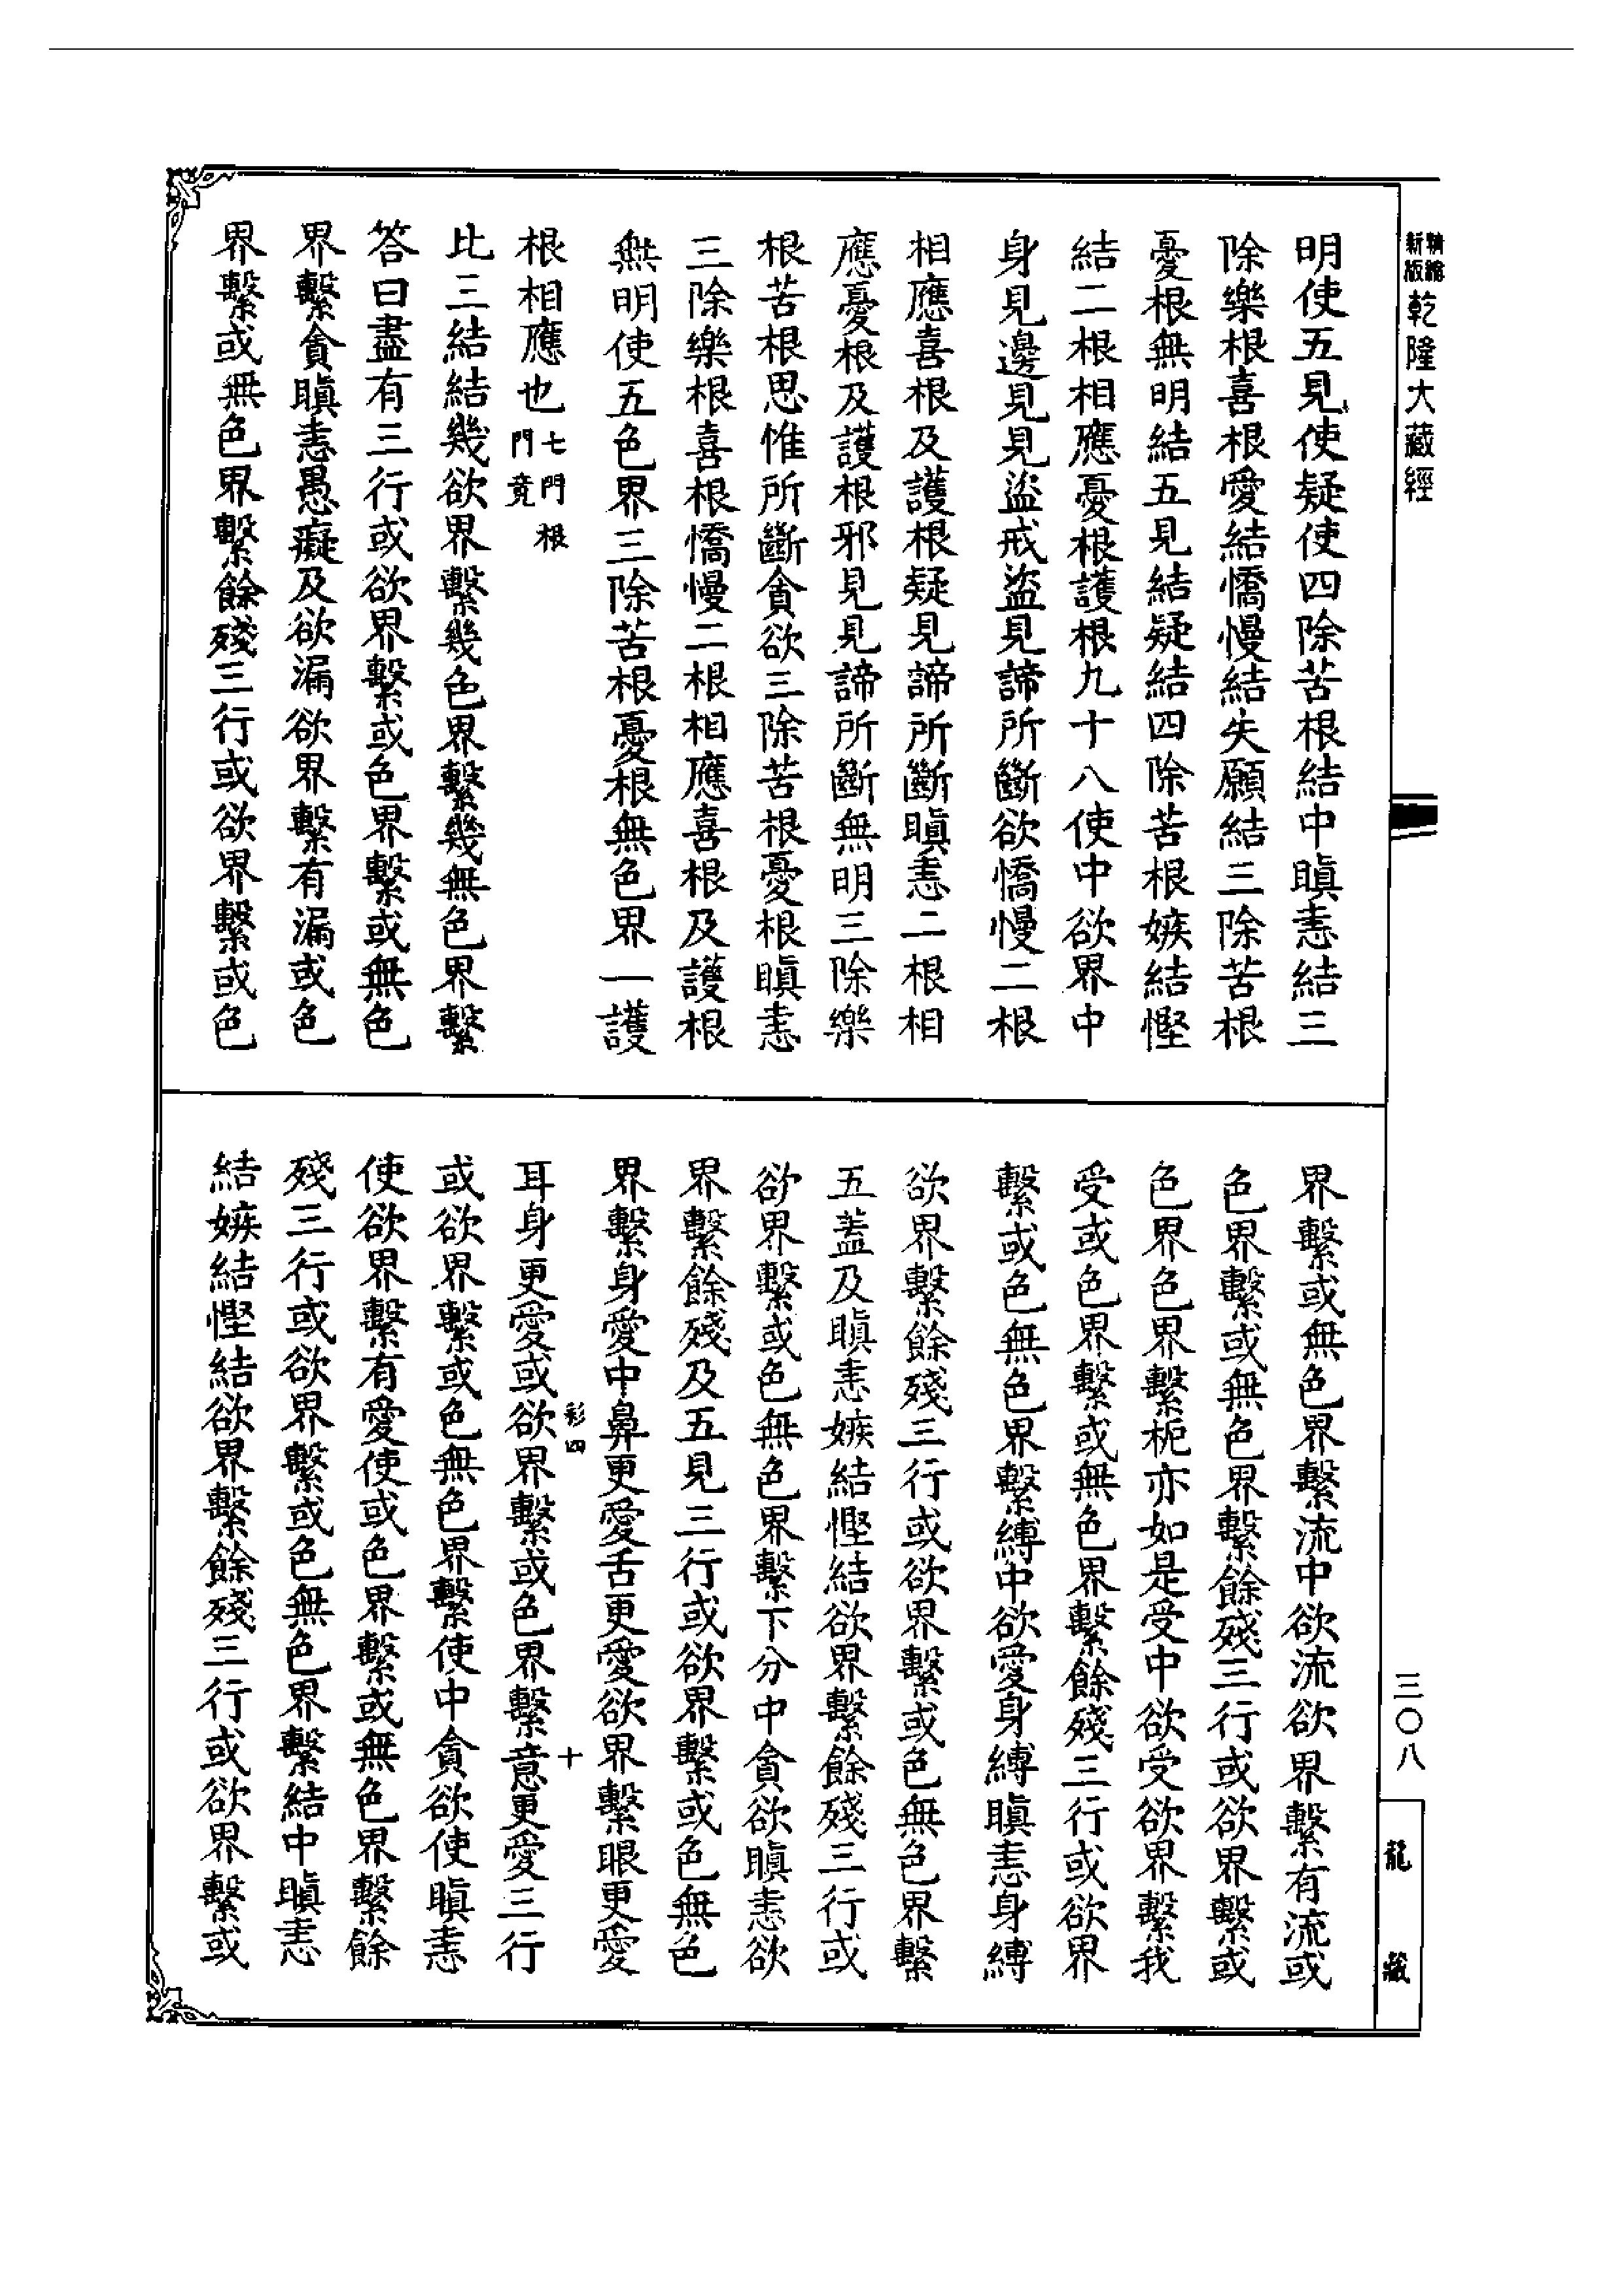 精繪新版乾隆大藏經
明使五見使疑使四除苦根結中瞋恚結三
除樂根喜根愛結憍慢結失願結三除苦根
憂根無明結五見結疑結四除苦根嫉結慳
結二根相應憂根護根九十八使中欲界中
身見邊見見盜戒盜見諦所斷欲憍慢二根
相應喜根及護根疑見諦所斷瞋恚二根相
應憂根及護根邪見見諦所斷無明三除樂
根苦根思惟所斷貪欲三除苦根憂根瞋恚
三除樂根喜根憍慢二根相應喜根及護根
無明使五色界三除苦根憂根無色界一護
根相應也七門根門竟
比三結結幾欲界繫幾色界繫幾無色界繫
答曰盡有三行或欲界繫或色界繫或無色
界繫貪瞋恚愚癡及欲漏欲界繫有漏或色
界繫或無色界繫餘殘三行或欲界繫或色
界繫或無色界繫流中欲流欲界繫有流或
色界繫或無色界繫餘殘三行或欲界繫或
色界色界繫枙亦如是受中欲受欲界繫我
受或色界繫或無色界繫餘殘三行或欲界
繫或色無色界繫縛中欲愛身縛瞋恚身縛
欲界繫餘殘三行或欲界繫或色無色界繫
五蓋及瞋恚嫉結慳結欲界繫餘殘三行或
欲界繫或色無色界繫下分中貪欲瞋恚欲
界繫餘殘及五見三行或欲界繫或色無色
界繫身愛中鼻更愛舌更愛欲界繫眼更愛
耳身更愛或欲界繫或色界繫意更愛三行
彩四
十
或欲界繫或色無色界繫使中貪欲使瞋恚
使欲界繫有愛使或色界繫或無色界繫餘
殘三行或欲界繫或色無色界繫結中瞋恚
結嫉結慳結欲界繫餘殘三行或欲界繫或
三〇八
龍藏